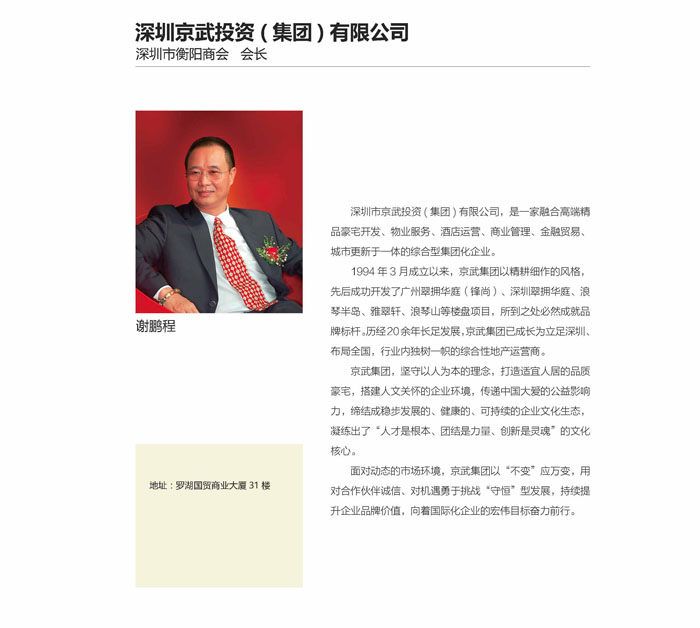 深圳京武投资（集团）有限公司
深圳市衡阳商会　会长
谢鹏程
深圳市京武投资（集团）有限公司，是一家融合高端精
品豪宅开发、物业服务、酒店运营、商业管理、金融贸易、
城市更新于一体的综合型集团化企业。
1994 年 3 月成立以来，京武集团以精耕细作的风格，
先后成功开发了广州翠拥华庭（锋尚）、深圳翠拥华庭、浪
琴半岛、雅翠轩、浪琴山等楼盘项目，所到之处必然成就品
牌标杆。历经 20 余年长足发展，京武集团已成长为立足深圳、
布局全国，行业内独树一帜的综合性地产运营商。
京武集团，坚守以人为本的理念，打造适宜人居的品质
豪宅，搭建人文关怀的企业环境，传递中国大爱的公益影响
力，缔结成稳步发展的、健康的、可持续的企业文化生态，
凝练出了“人才是根本、团结是力量、创新是灵魂”的文化
核心。
面对动态的市场环境，京武集团以“不变”应万变，用
对合作伙伴诚信、对机遇勇于挑战“守恒”型发展，持续提
升企业品牌价值，向着国际化企业的宏伟目标奋力前行。
地址：罗湖国贸商业大厦 31 楼